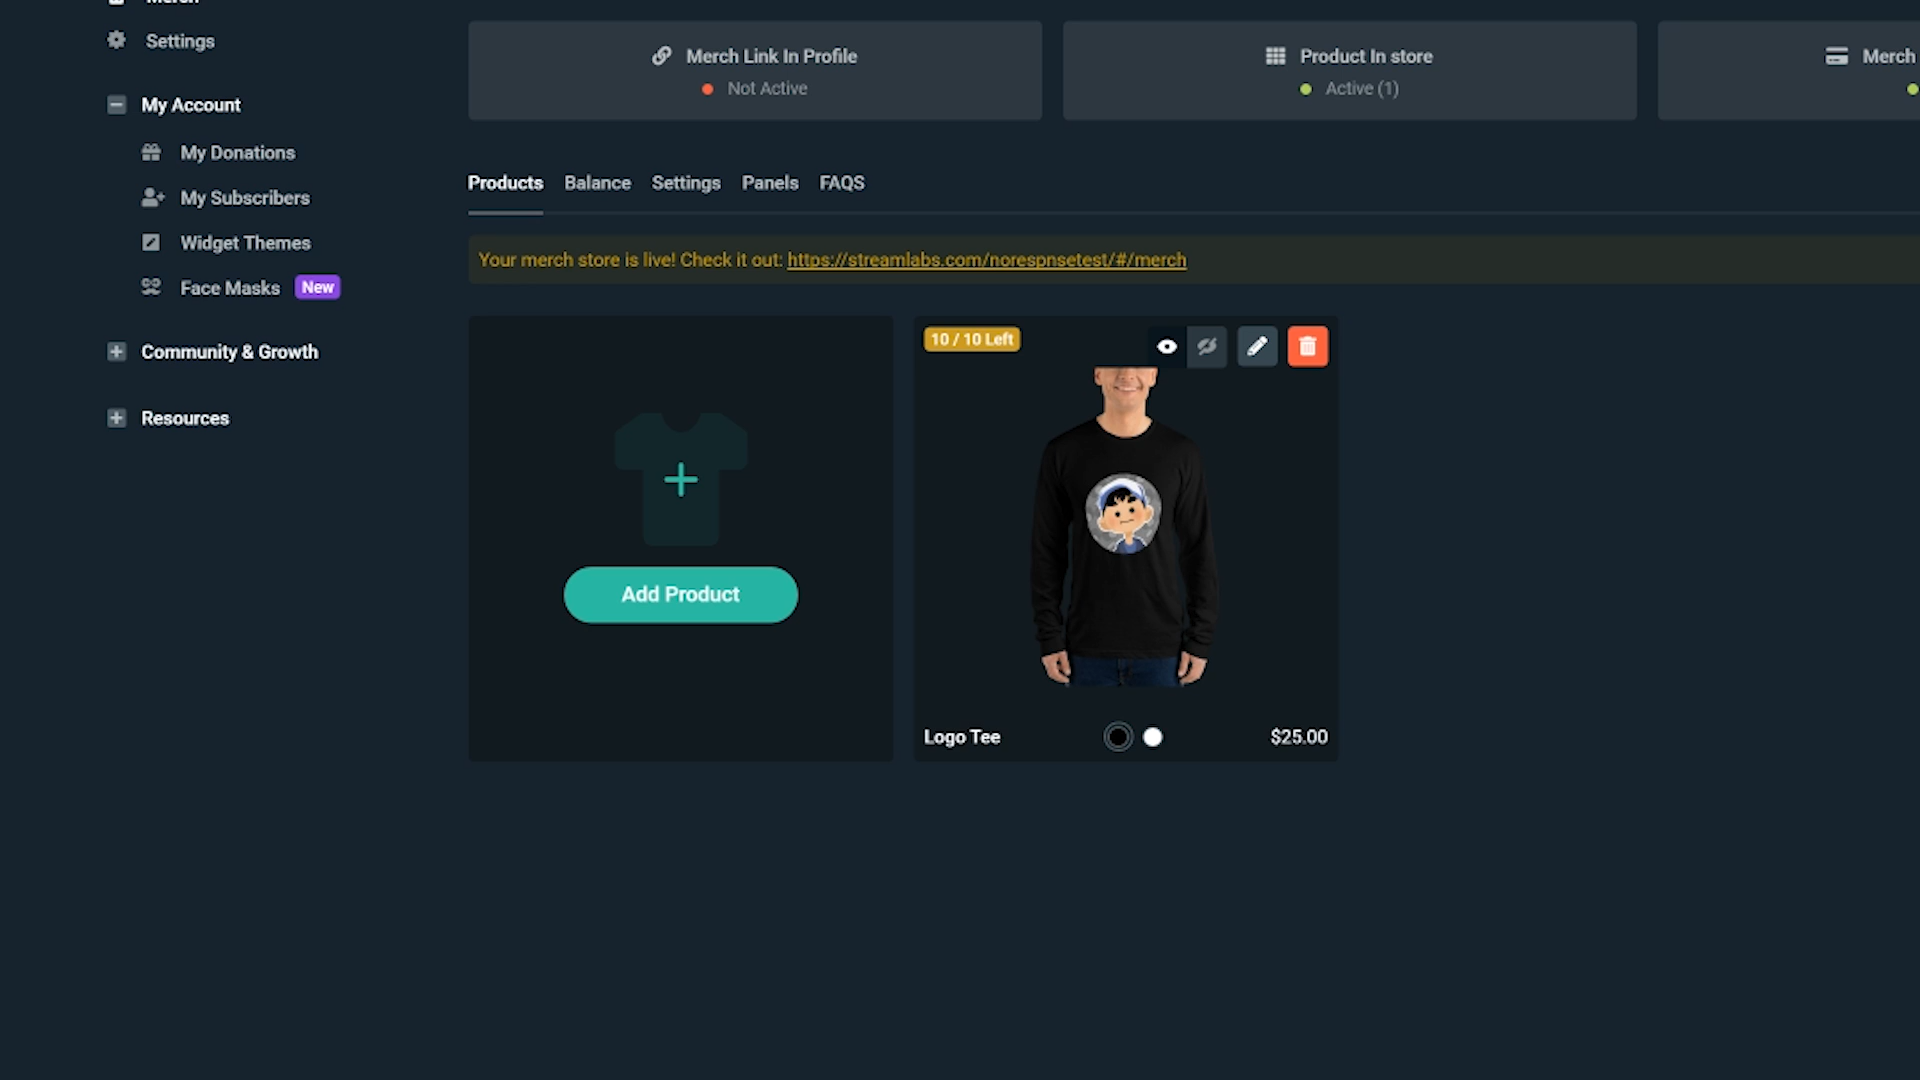 Merch
Settings
My Account
My Donations
My Subscribers
Widget Themes
Face Masks New
Community & Growth
Resources
Merch Link In Profile
Not Active
Product In store
Active (1)
Merch
Products Balance Settings Panels FAQS
Your merch store is live! Check it out: https://streamlabs.com/norespnsetest/#/merch
Add Product
10 / 10 Left
Logo Tee
$25.00